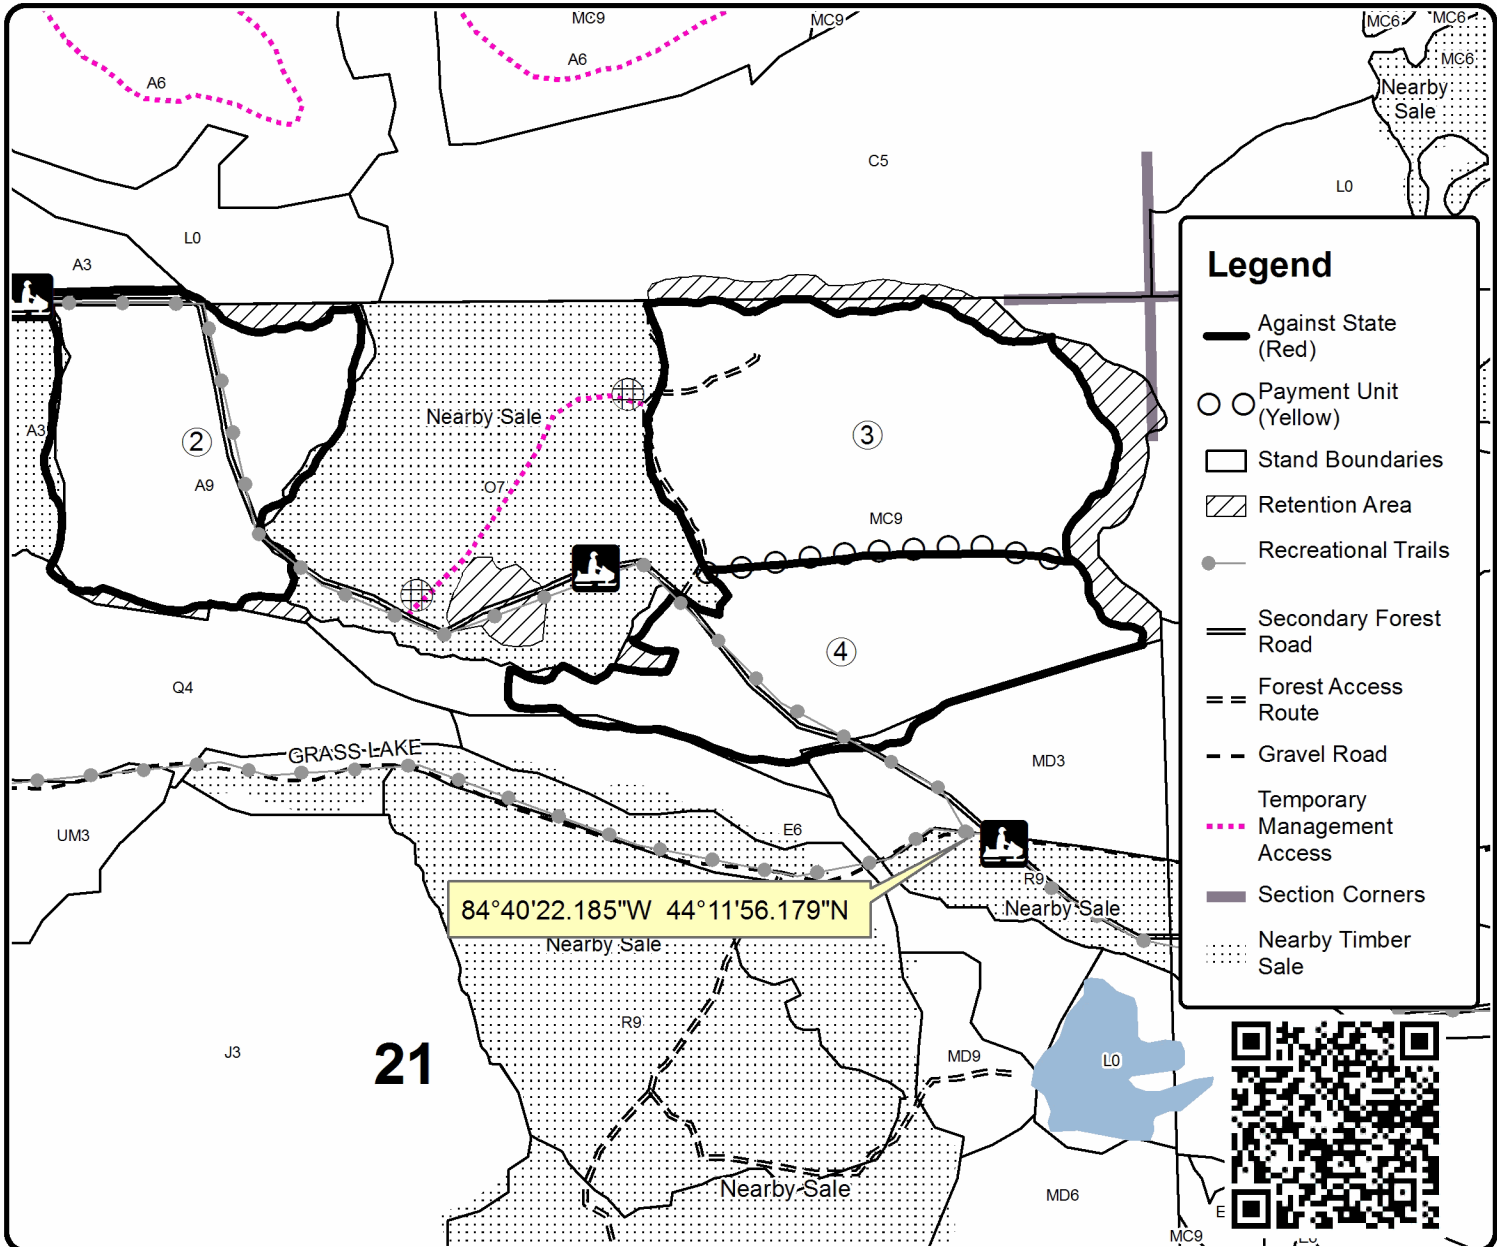 MC9
MC9
MC6
MC6
A6
A6
MC6
Nearby
Sale
C5
L0
L0
A3
Legend
Against State
(Red)
Payment Unit
(Yellow)
Stand Boundaries
Retention Area
Recreational Trails
Secondary Forest
Road
Forest Access
Route
Gravel Road
Temporary
Management
Access
Section Corners
Nearby Timber
Sale
Nearby Sale
A3
2
3
A9
O7
MC9
4
Q4
GRASS LAKE
MD3
UM3
E6
R9
Nearby Sale
84°40'22.185"W 44°11'56.179"N
Nearby Sale
R9
J3
21
MD9
L0
Nearby Sale
MD6
E
MC9